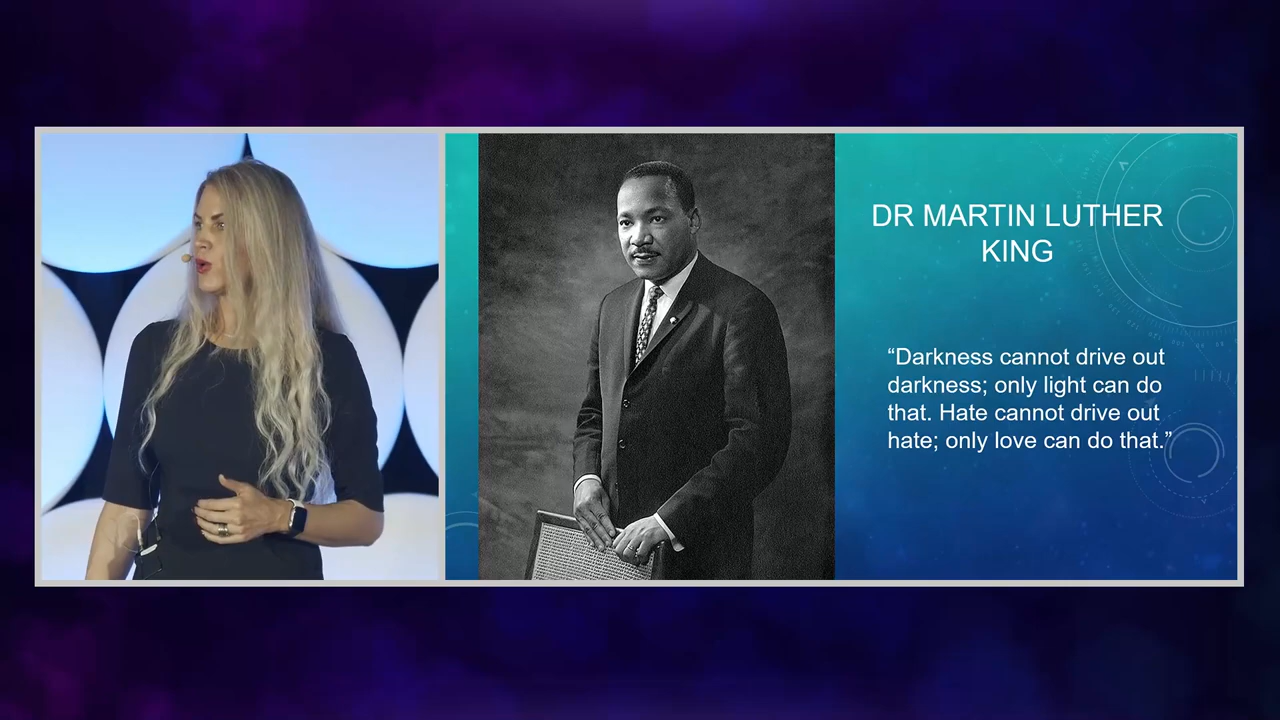 DR MARTIN LUTHER
KING
“Darkness cannot drive out
darkness; only light can do
that. Hate cannot drive out
hate; only love can do that.”